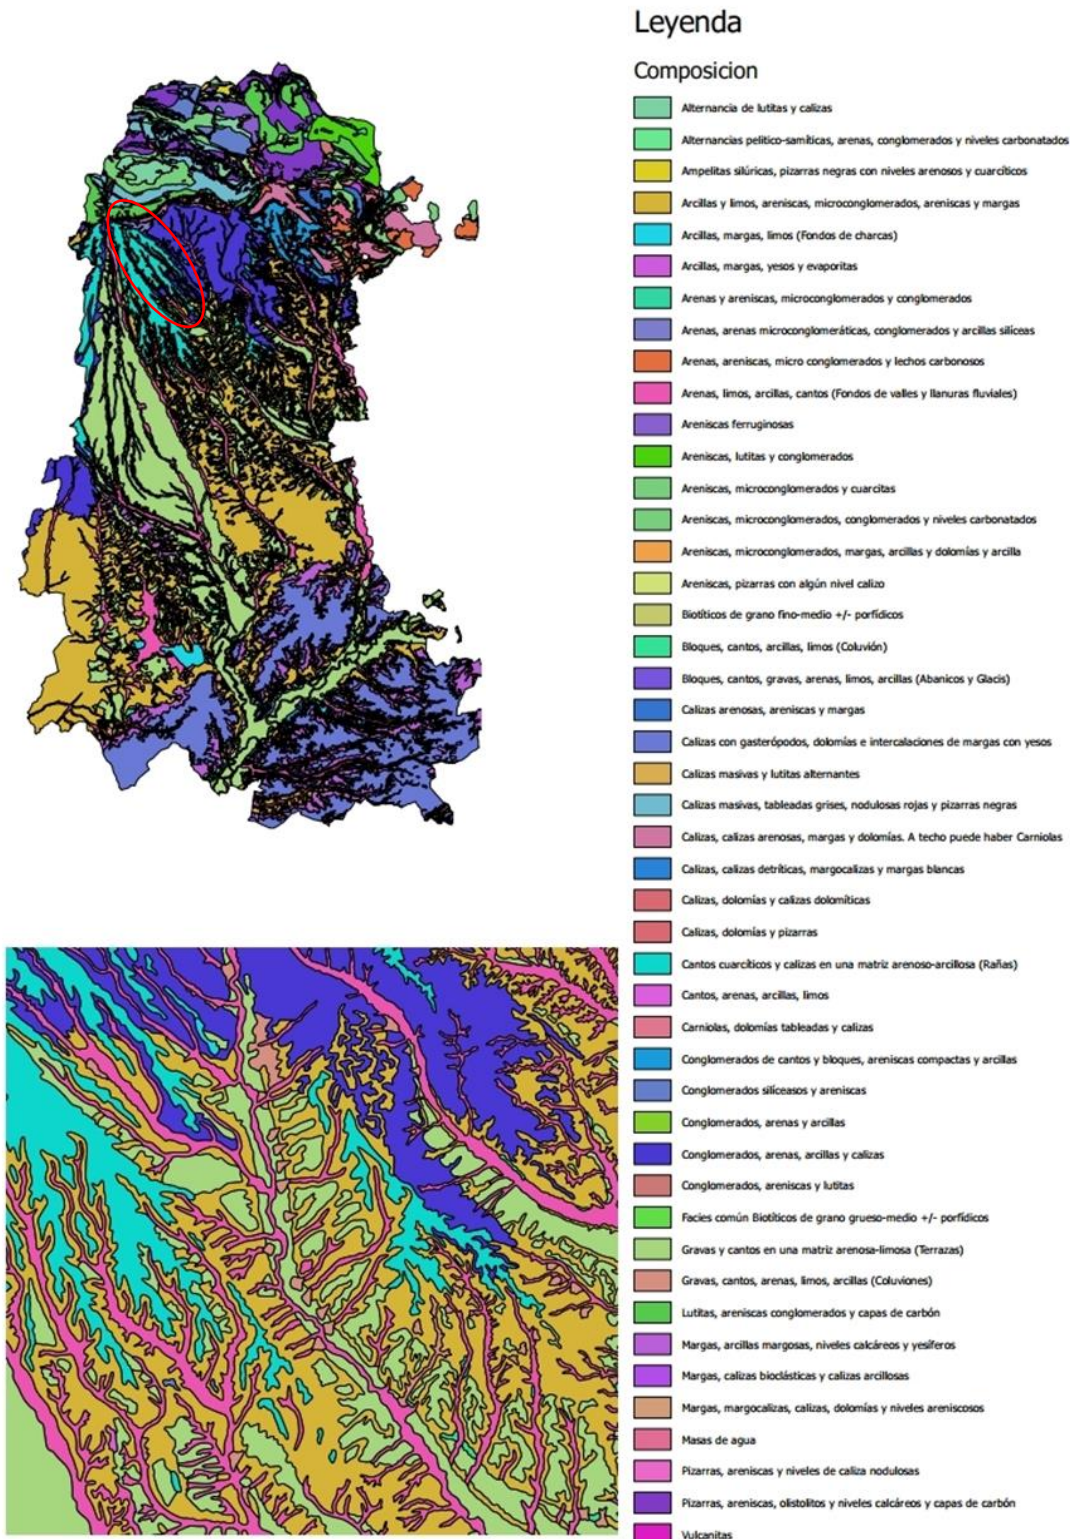 Leyenda
Composicion
Alternancia de lutitas y calizas
Alternancias pelítico-samíticas, arenas, conglomerados y niveles carbonatados
Ampelitas silúricas, pizarras negras con niveles arenosos y cuarcíticos
Arcillas y limos, areniscas, microconglomerados, areniscas y margas
Arcillas, margas, limos (Fondos de charcas)
Arcillas, margas, yesos y evaporitas
Arenas y areniscas, microconglomerados y conglomerados
Arenas, arenas microconglomeráticas, conglomerados y arcillas silíceas
Arenas, areniscas, micro conglomerados y lechos carbonosos
Arenas, limos, arcillas, cantos (Fondos de valles y llanuras fluviales)
Areniscas ferruginosas
Areniscas, lutitas y conglomerados
Areniscas, microconglomerados y cuarcitas
Areniscas, microconglomerados, conglomerados y niveles carbonatados
Areniscas, microconglomerados, margas, arcillas y dolomías y arcilla
Areniscas, pizarras con algún nivel calizo
Biotíticos de grano fino-medio +/- porfídicos
Bloques, cantos, arcillas, limos (Coluvión)
Bloques, cantos, gravas, arenas, limos, arcillas (Abanicos y Glacis)
Calizas arenosas, areniscas y margas
Calizas con gasterópodos, dolomías e intercalaciones de margas con yesos
Calizas masivas y lutitas alternantes
Calizas masivas, tableadas grises, nodulosas rojas y pizarras negras
Calizas, calizas arenosas, margas y dolomías. A techo puede haber Carniolas
Calizas, calizas detríticas, margocalizas y margas blancas
Calizas, dolomías y calizas dolomíticas
Calizas, dolomías y pizarras
Cantos cuarcíticos y calizas en una matriz arenoso-arcillosa (Rañas)
Cantos, arenas, arcillas, limos
Carniolas, dolomías tableadas y calizas
Conglomerados de cantos y bloques, areniscas compactas y arcillas
Conglomerados silíceasos y areniscas
Conglomerados, arenas y arcillas
Conglomerados, arenas, arcillas y calizas
Conglomerados, areniscas y lutitas
Facies común Biotíticos de grano grueso-medio +/- porfídicos
Gravas y cantos en una matriz arenosa-limosa (Terrazas)
Gravas, cantos, arenas, limos, arcillas (Coluviones)
Lutitas, areniscas conglomerados y capas de carbón
Margas, arcillas margosas, niveles calcáreos y yesíferos
Margas, calizas bioclásticas y calizas arcillosas
Margas, margocalizas, calizas, dolomías y niveles areniscosos
Masas de agua
Pizarras, areniscas y niveles de caliza nodulosas
Pizarras, areniscas, olistolitos y niveles calcáreos y capas de carbón
Vulcanitas